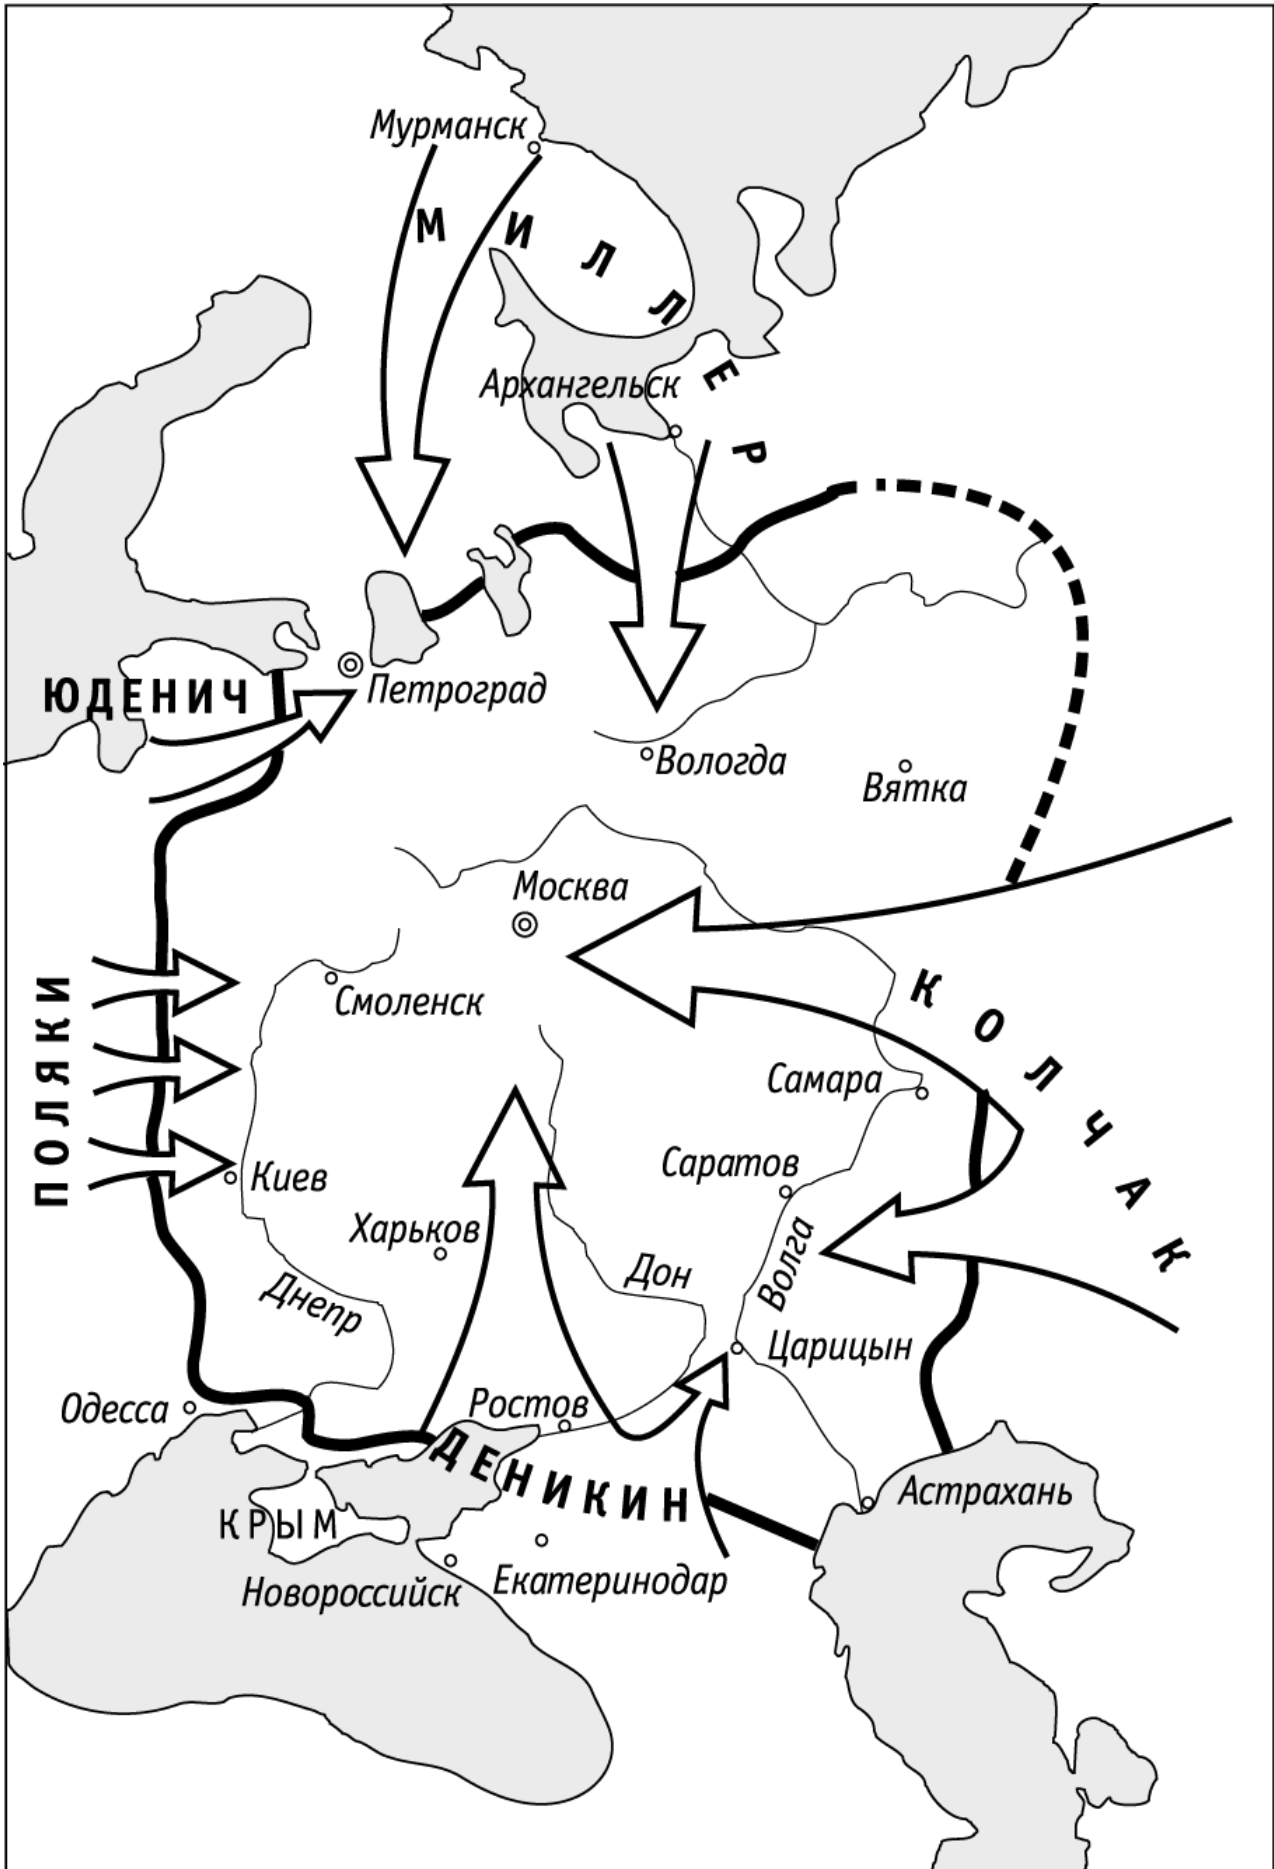 Мурманск
МИЛЛЕР
Архангельск
ЮДЕНИЧ
Петроград
Вологда
Вятка
Москва
ПОЛЯКИ
Смоленск
КОЛЧАК
Самара
Саратов
Киев
Харьков
Волга
Дон
Днепр
Царицын
Одесса
Ростов
ДЕНИКИН
Астрахань
КРЫМ
Новороссийск
Екатеринодар